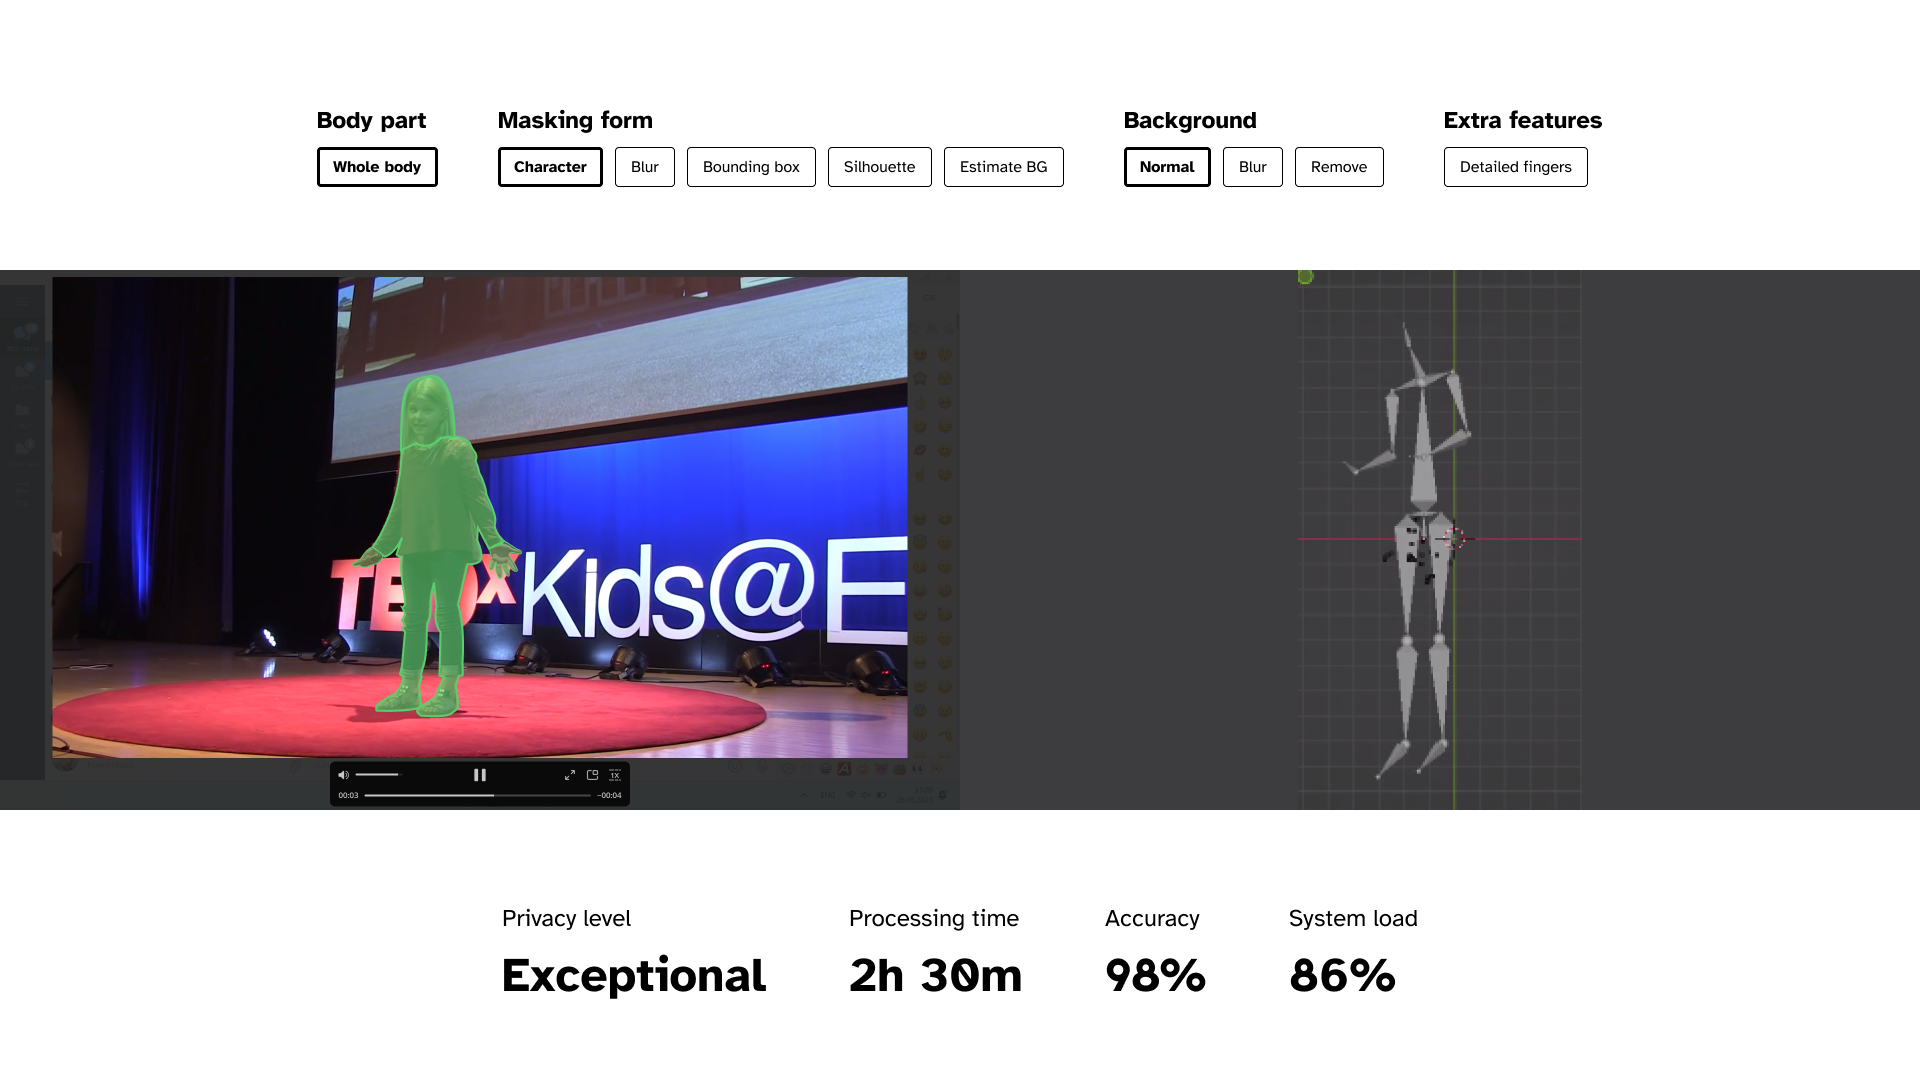 Body part
Whole body
Masking form
Character Blur Bounding box Silhouette Estimate BG
Background
Normal Blur Remove
Extra features
Detailed fingers
TEDxKids@E
1X
00:03 −00:04
Privacy level
Exceptional
Processing time
2h 30m
Accuracy
98%
System load
86%